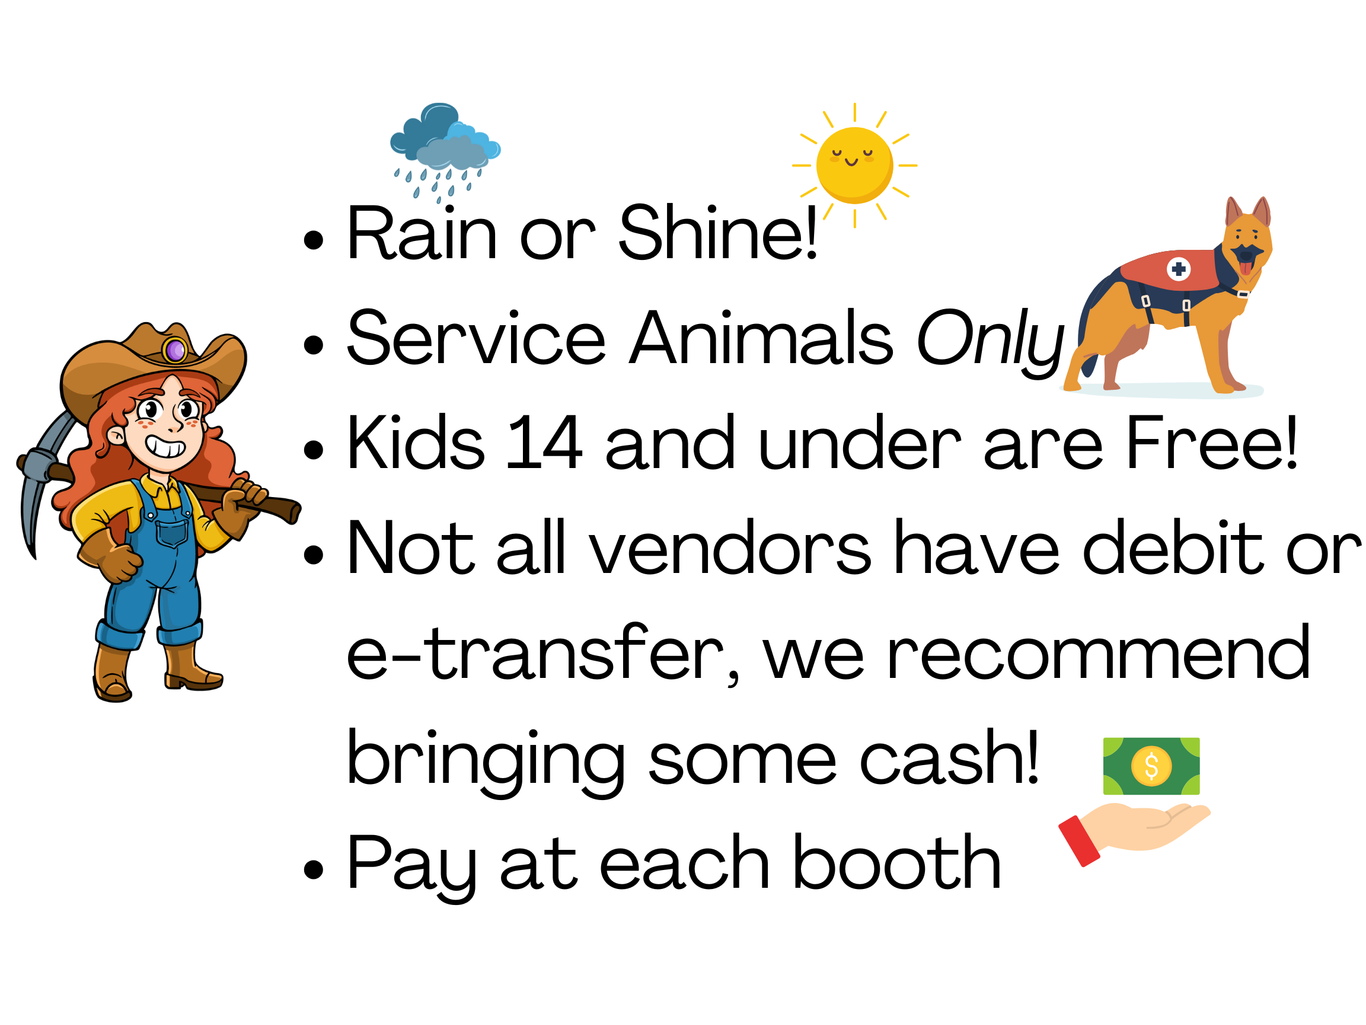 • Rain or Shine!
• Service Animals Only
• Kids 14 and under are Free!
• Not all vendors have debit or
e-transfer, we recommend
bringing some cash!
• Pay at each booth